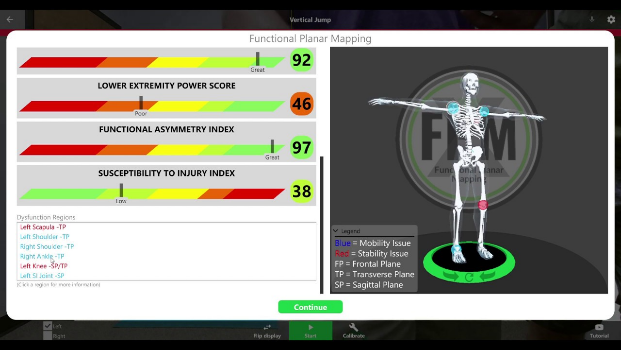 Vertical Jump
Functional Planar Mapping
92
Great
LOWER EXTREMITY POWER SCORE
46
Poor
FUNCTIONAL ASYMMETRY INDEX
97
Great
SUSCEPTIBILITY TO INJURY INDEX
38
Low
Dysfunction Regions
Left Scapula -TP
Left Shoulder -TP
Right Shoulder -TP
Right Ankle -TP
Left Knee -SP/TP
Left SI Joint -SP
(Click a region for more information)
FPM
Functional Planar
Mapping
Legend
Blue = Mobility Issue
Red = Stability Issue
FP = Frontal Plane
TP = Transverse Plane
SP = Sagittal Plane
Continue
Left
Right
Flip display
Start
Calibrate
Tutorial